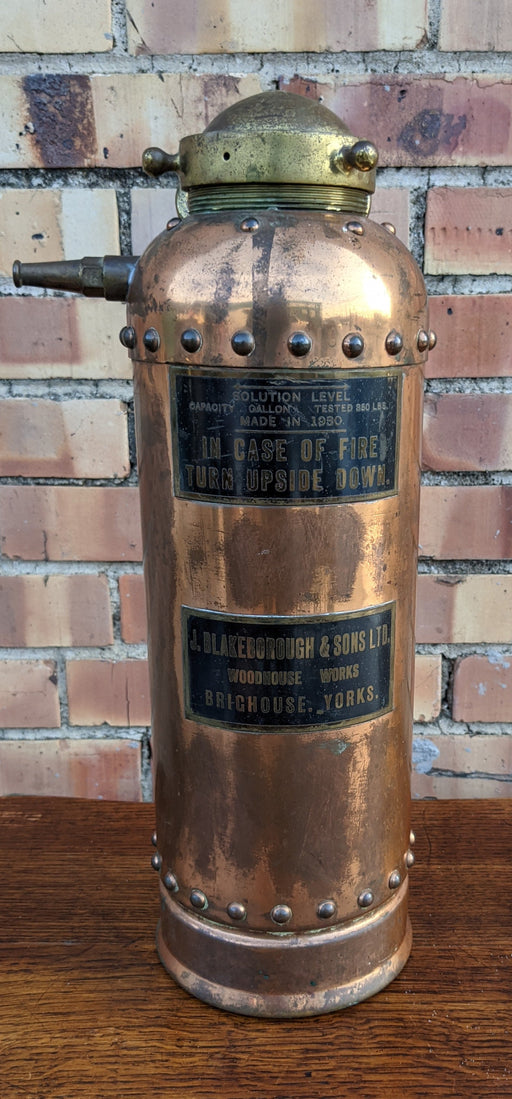 SOLUTION LEVEL
CAPACITY GALLON TESTED 350 LBS.
MADE IN 1930
IN CASE OF FIRE
TURN UPSIDE DOWN.
J. BLAKEBOROUGH & SONS LTD.
WOODHOUSE WORKS
BRIGHOUSE. YORKS.